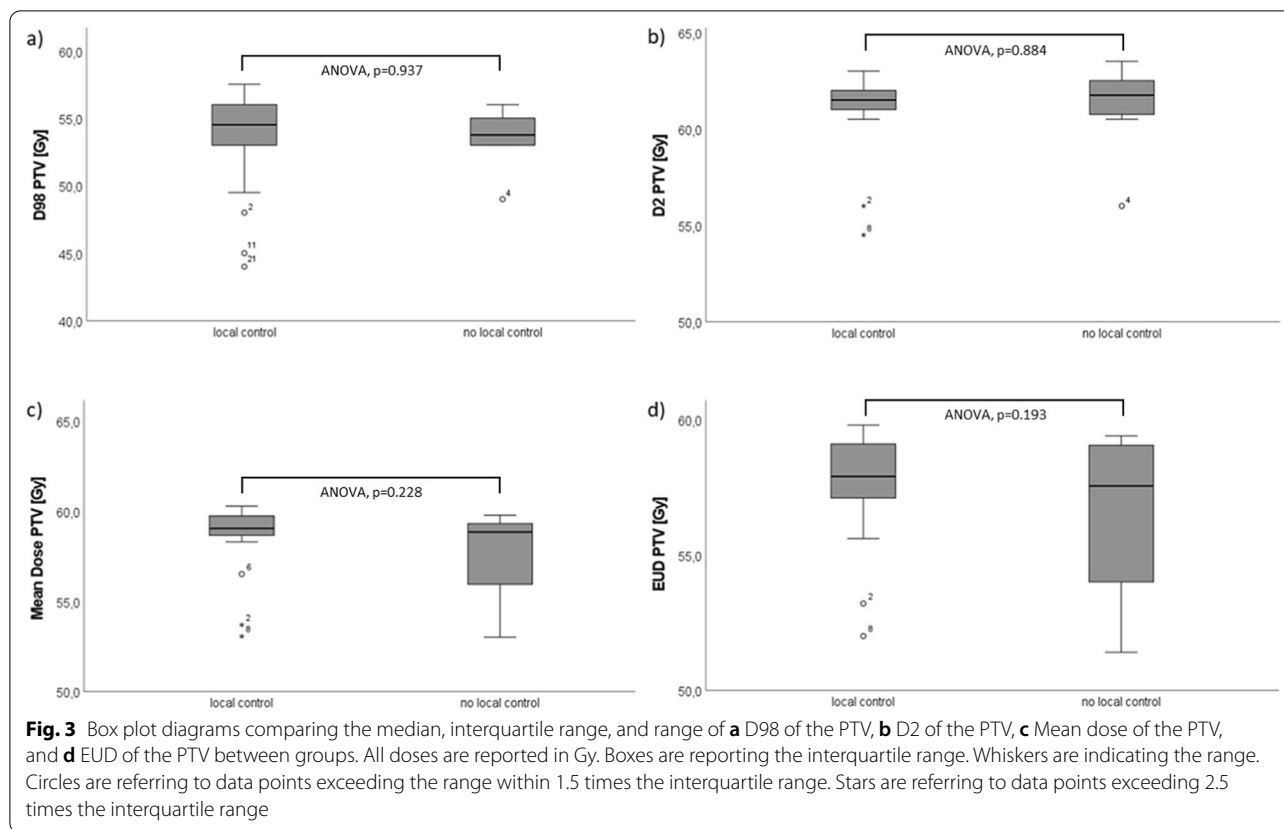 a)
60,0
ANOVA, p=0.937
55,0
D98 PTV [Gy]
50,0
4
2
45,0
11
21
40,0
local control
no local control
b)
65,0
ANOVA, p=0.884
D2 PTV [Gy]
60,0
2
4
55,0
8
50,0
local control
no local control
c)
65,0
ANOVA, p=0.228
Mean Dose PTV [Gy]
60,0
6
55,0
2
8
50,0
local control
no local control
d)
60,0
ANOVA, p=0.193
EUD PTV [Gy]
55,0
2
8
50,0
local control
no local control
Fig. 3 Box plot diagrams comparing the median, interquartile range, and range of a D98 of the PTV, b D2 of the PTV, c Mean dose of the PTV,
and d EUD of the PTV between groups. All doses are reported in Gy. Boxes are reporting the interquartile range. Whiskers are indicating the range.
Circles are referring to data points exceeding the range within 1.5 times the interquartile range. Stars are referring to data points exceeding 2.5
times the interquartile range